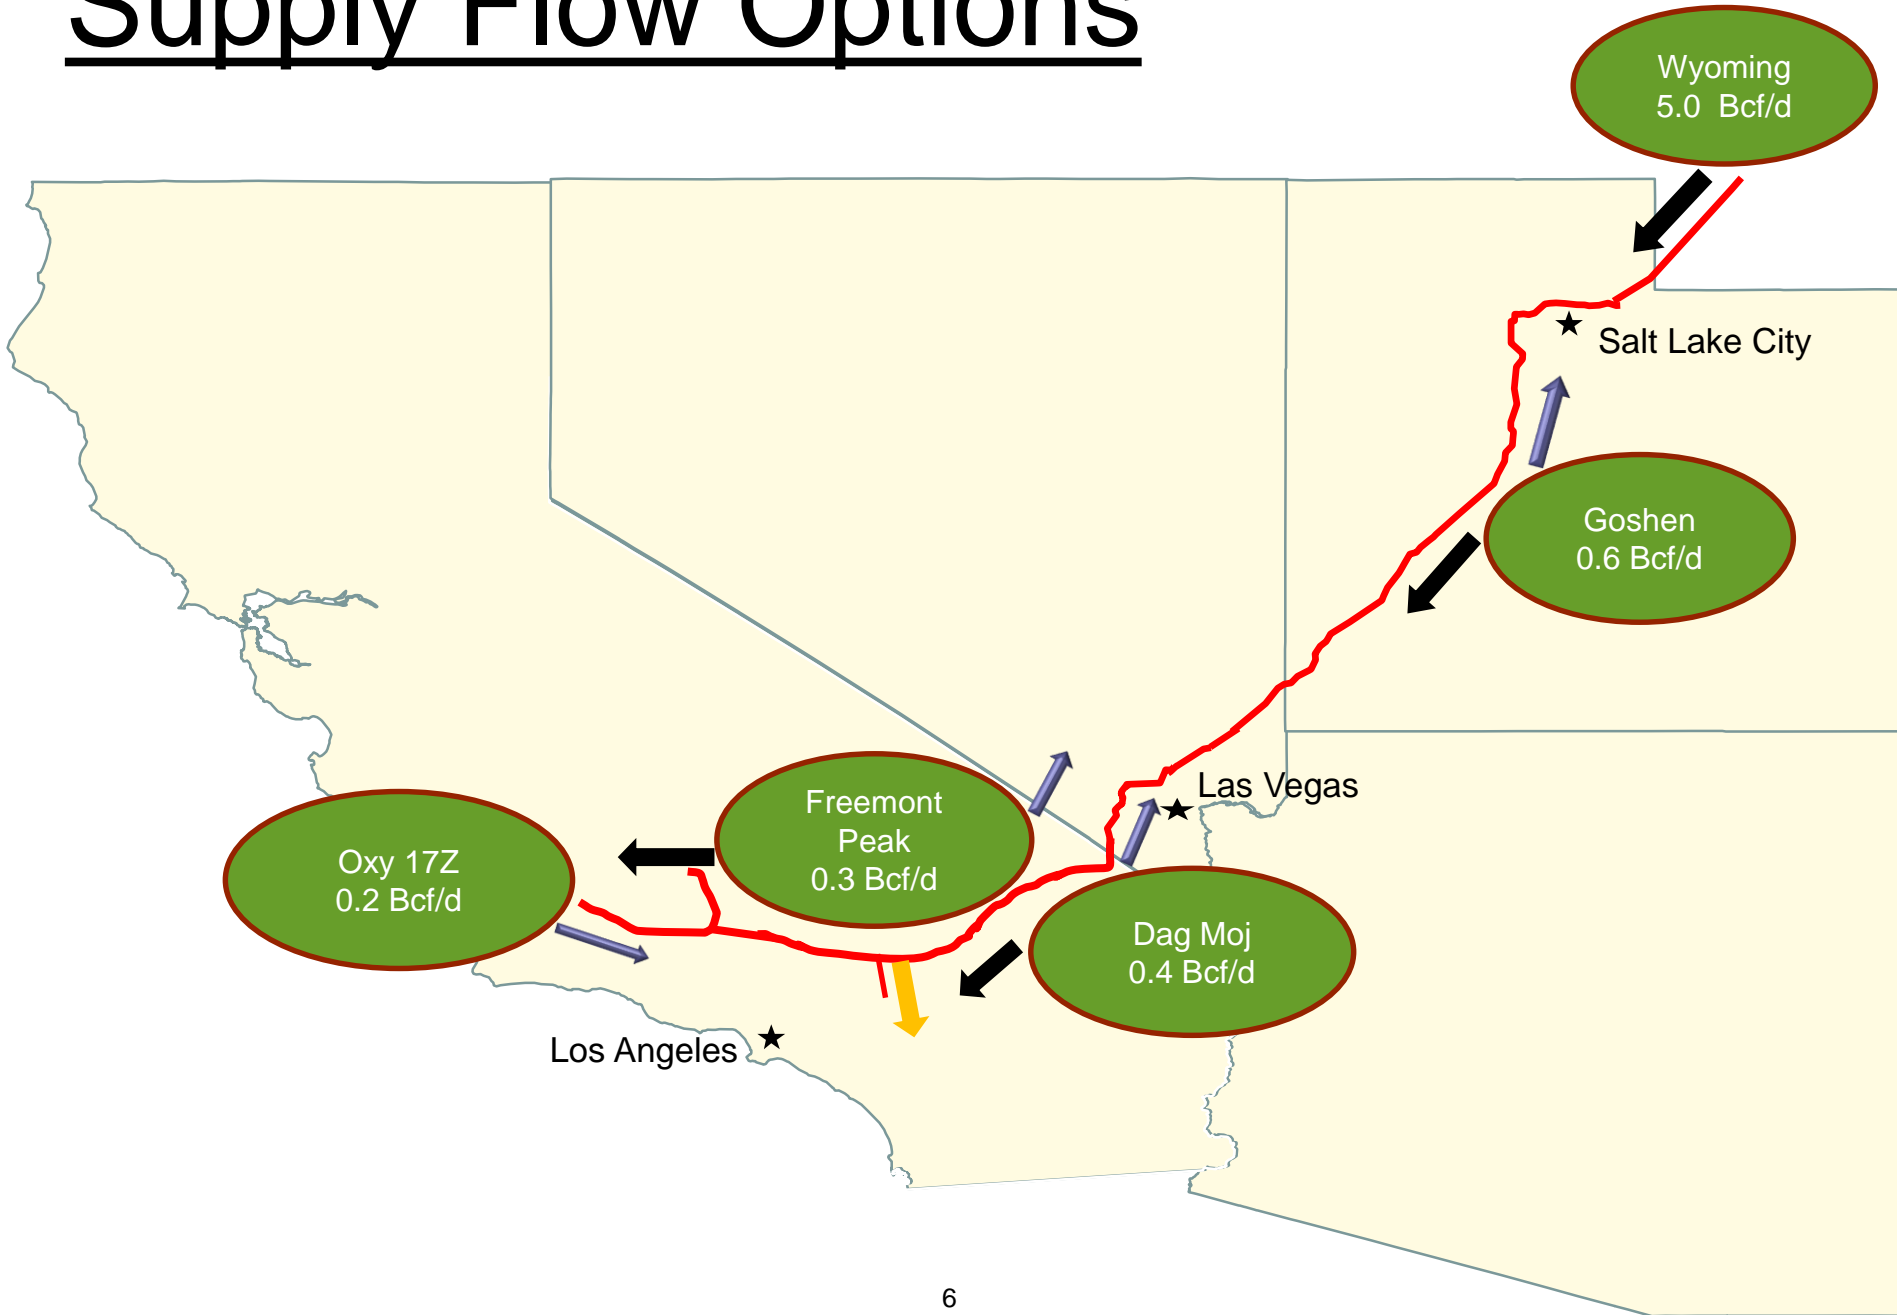 Supply Flow Options
Wyoming
5.0 Bcf/d
Salt Lake City
Goshen
0.6 Bcf/d
Las Vegas
Freemont
Peak
0.3 Bcf/d
Oxy 17Z
0.2 Bcf/d
Dag Moj
0.4 Bcf/d
Los Angeles
6